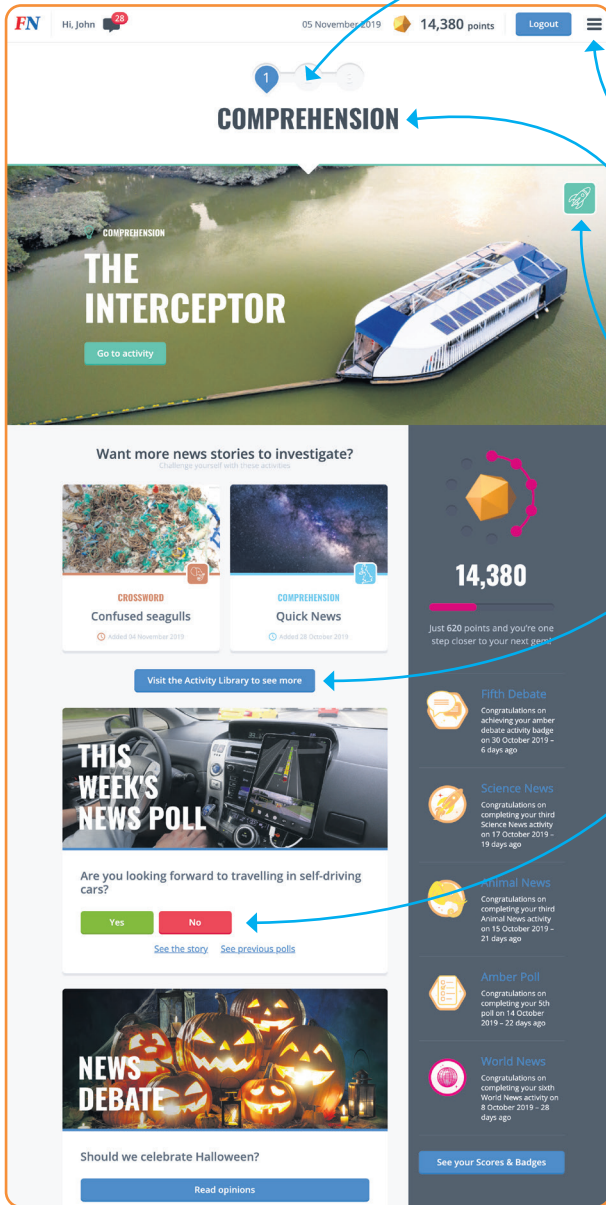 FN
Hi, John
28
05 November 2019
14,380 points
Logout
1
COMPREHENSION
COMPREHENSION
THE
INTERCEPTOR
Go to activity
Want more news stories to investigate?
Challenge yourself with these activities
CROSSWORD
Confused seagulls
Added 04 November 2019
COMPREHENSION
Quick News
Added 28 October 2019
Visit the Activity Library to see more
THIS
WEEK'S
NEWS POLL
Are you looking forward to travelling in self-driving
cars?
Yes
No
See the story
See previous polls
NEWS
DEBATE
Should we celebrate Halloween?
Read opinions
14,380
Just 620 points and you're one
step closer to your next gem!
Fifth Debate
Congratulations on
achieving your amber
debate activity badge
on 30 October 2019 –
6 days ago
Science News
Congratulations on
completing your third
Science News activity
on 17 October 2019 –
19 days ago
Animal News
Congratulations on
completing your third
Animal News activity
on 15 October 2019 –
21 days ago
Amber Poll
Congratulations on
completing your 5th
poll on 14 October
2019 – 22 days ago
World News
Congratulations on
completing your sixth
World News activity on
8 October 2019 – 28
days ago
See your Scores & Badges